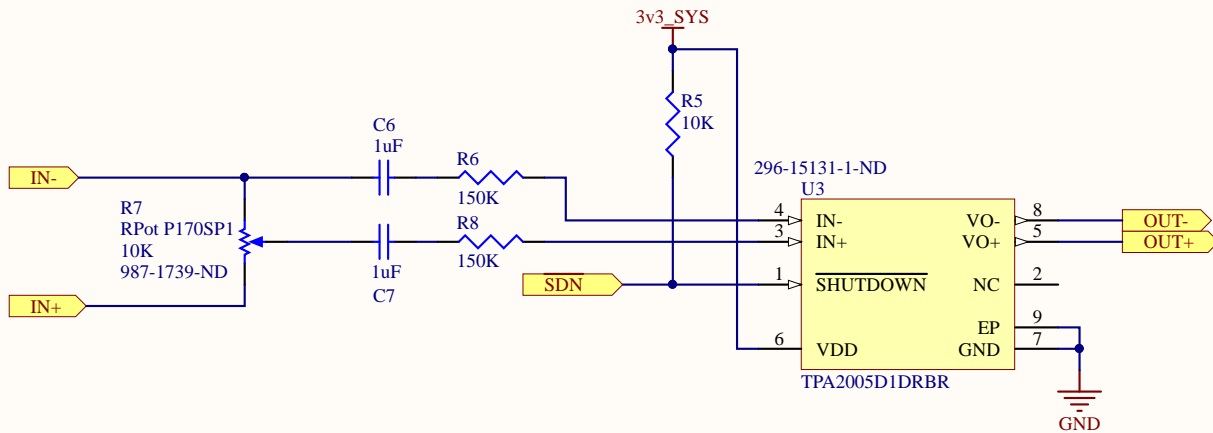 3v3_SYS
R5
10K
C6
1uF
R6
150K
IN-
R7
RPot P170SP1
10K
987-1739-ND
R8
150K
1uF
C7
IN+
SDN
296-15131-1-ND
U3
4
IN-
3
IN+
1
SHUTDOWN
6
VDD
VO-
8
OUT-
VO+
5
OUT+
NC
2
EP
9
GND
7
TPA2005D1DRBR
GND